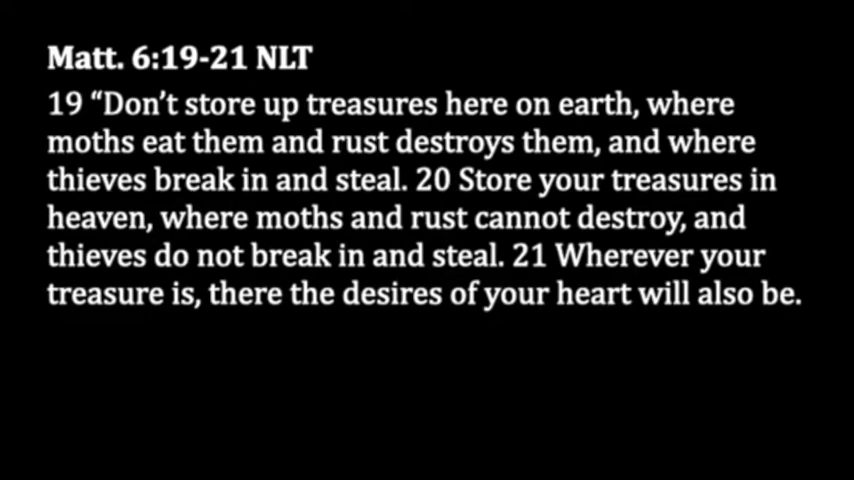 Matt. 6:19-21 NLT
19 “Don’t store up treasures here on earth, where
moths eat them and rust destroys them, and where
thieves break in and steal. 20 Store your treasures in
heaven, where moths and rust cannot destroy, and
thieves do not break in and steal. 21 Wherever your
treasure is, there the desires of your heart will also be.